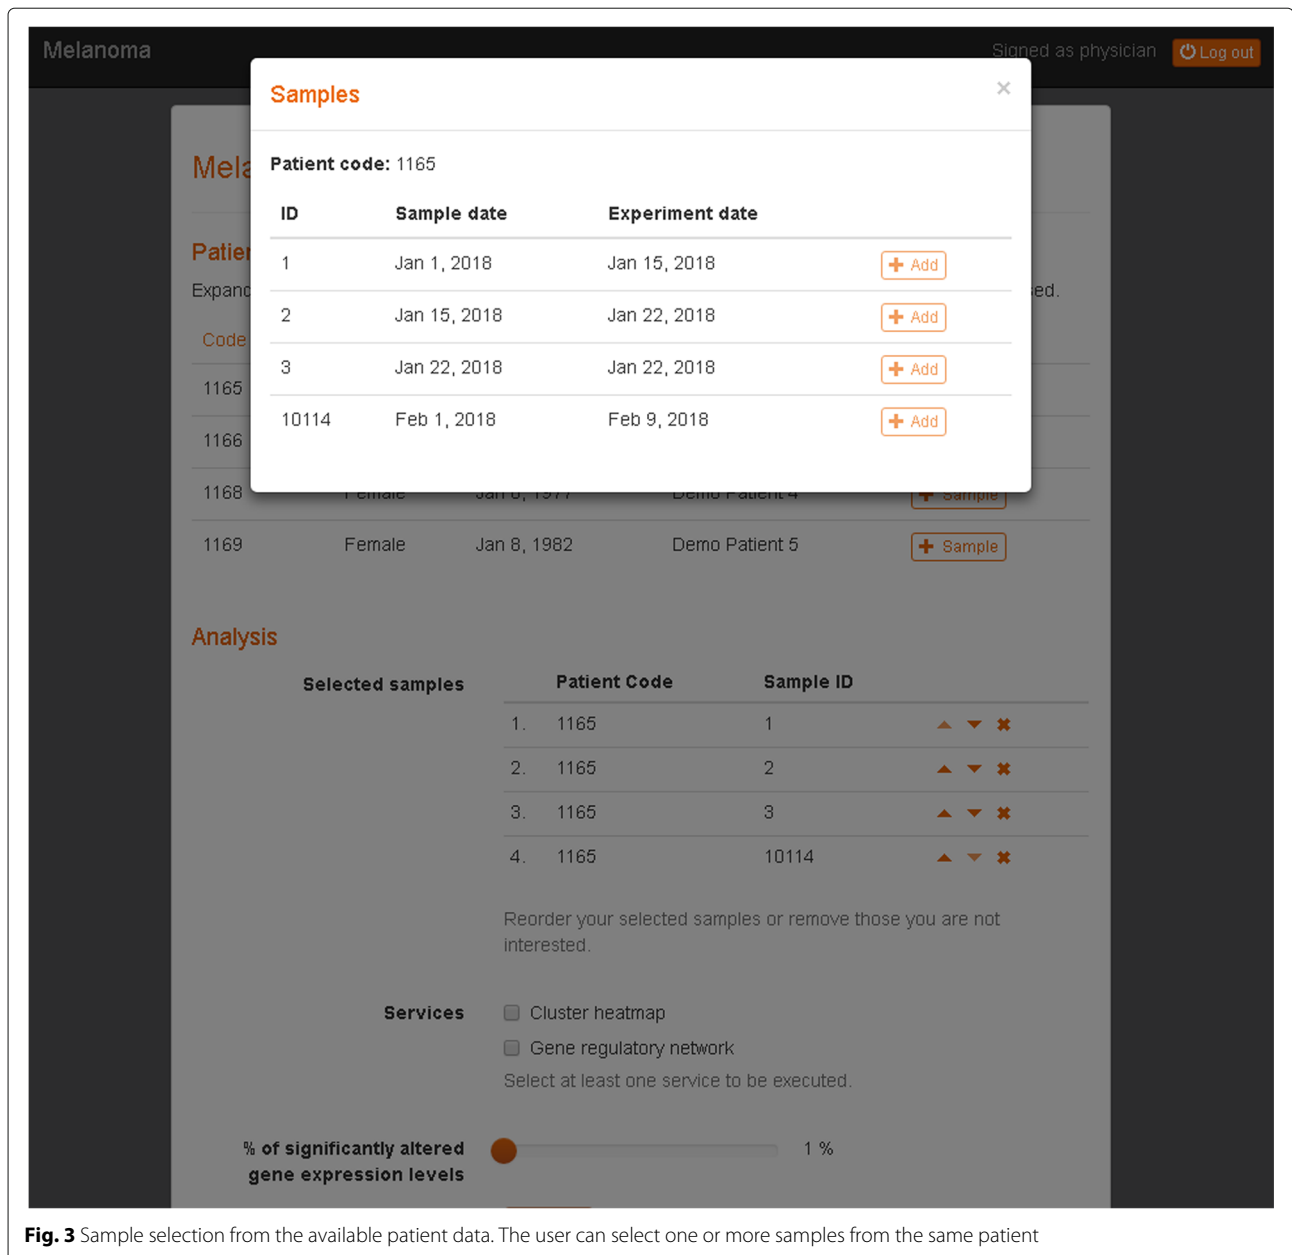 Melanoma
Signed as physician
Log out
Samples
×
Patient code: 1165
ID Sample date Experiment date
1 Jan 1, 2018 Jan 15, 2018 Add
2 Jan 15, 2018 Jan 22, 2018 Add
3 Jan 22, 2018 Jan 22, 2018 Add
10114 Feb 1, 2018 Feb 9, 2018 Add
Code
1165
1166
1168 Female Jan 6, 1977 Demo Patient 4 Sample
1169 Female Jan 8, 1982 Demo Patient 5 Sample
Analysis
Selected samples
Patient Code Sample ID
1. 1165 1
2. 1165 2
3. 1165 3
4. 1165 10114
Reorder your selected samples or remove those you are not
interested.
Services
Cluster heatmap
Gene regulatory network
Select at least one service to be executed.
% of significantly altered
gene expression levels
1 %
Fig. 3 Sample selection from the available patient data. The user can select one or more samples from the same patient